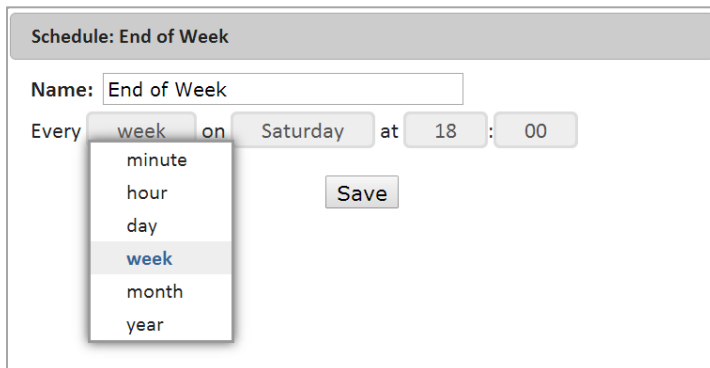 Schedule: End of Week
Name: End of Week
Every week on Saturday at 18 : 00
minute
hour
Save
day
week
month
year